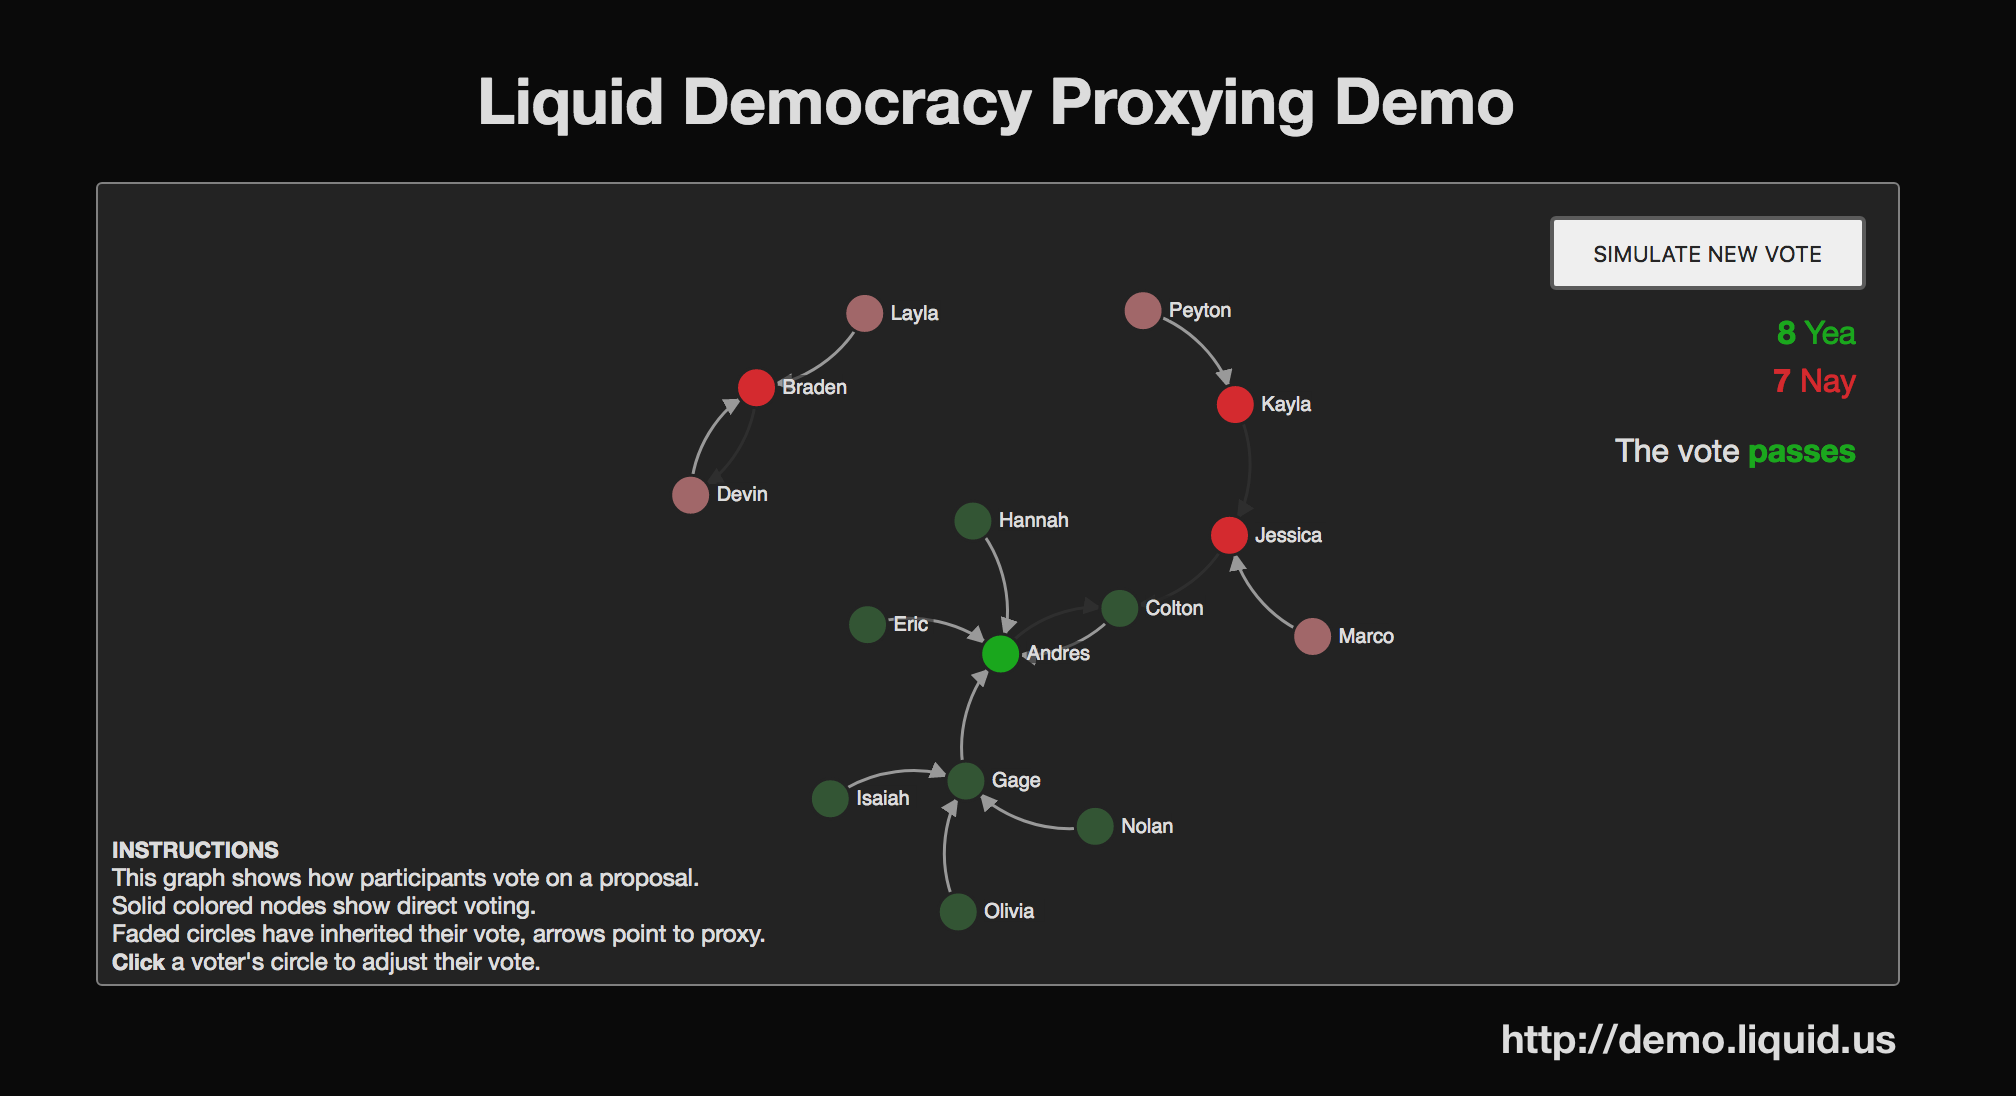 Liquid Democracy Proxying Demo
SIMULATE NEW VOTE
8 Yea
7 Nay
The vote passes
Layla
Peyton
Braden
Kayla
Devin
Hannah
Jessica
Colton
Eric
Marco
Andres
Gage
Isaiah
Nolan
Olivia
INSTRUCTIONS
This graph shows how participants vote on a proposal.
Solid colored nodes show direct voting.
Faded circles have inherited their vote, arrows point to proxy.
Click a voter's circle to adjust their vote.
http://demo.liquid.us